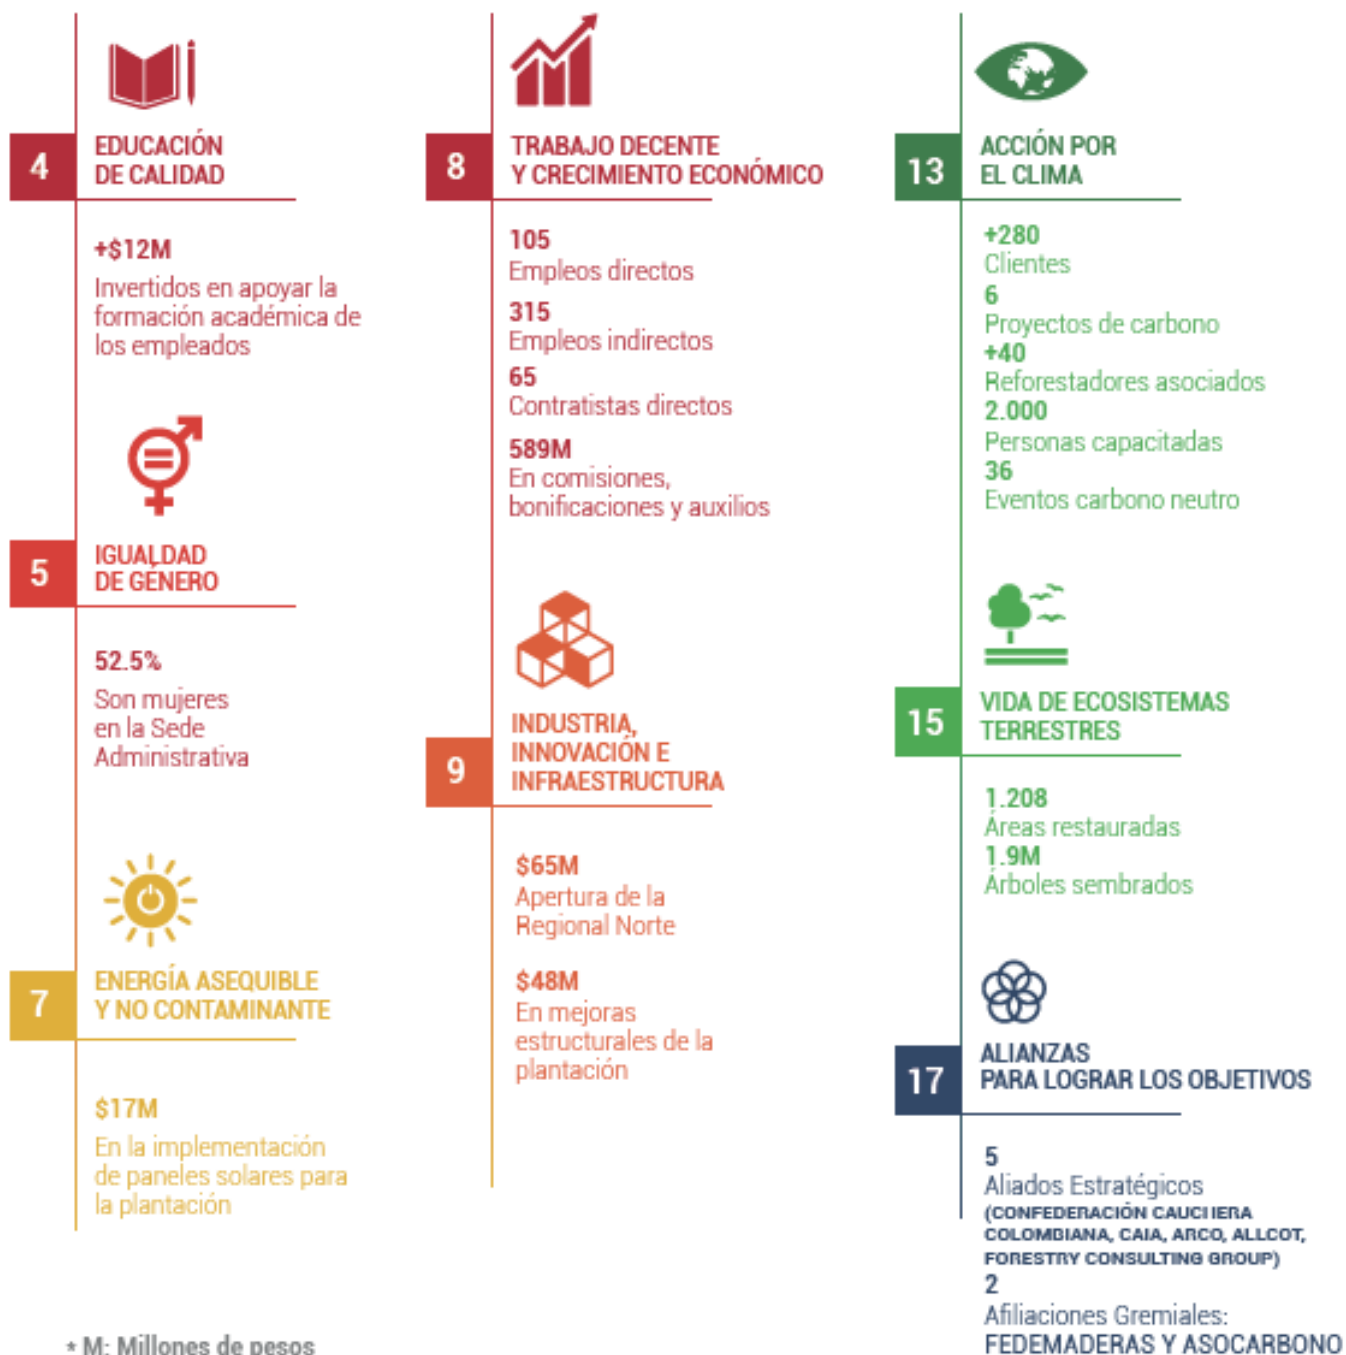 4
EDUCACIÓN
DE CALIDAD
+$12M
Invertidos en apoyar la
formación académica de
los empleados
5
IGUALDAD
DE GÉNERO
52.5%
Son mujeres
en la Sede
Administrativa
7
ENERGÍA ASEQUIBLE
Y NO CONTAMINANTE
$17M
En la implementación
de paneles solares para
la plantación
* M: Millones de pesos
8
TRABAJO DECENTE
Y CRECIMIENTO ECONÓMICO
105
Empleos directos
315
Empleos indirectos
65
Contratistas directos
589M
En comisiones,
bonificaciones y auxilios
9
INDUSTRIA,
INNOVACIÓN E
INFRAESTRUCTURA
$65M
Apertura de la
Regional Norte
$48M
En mejoras
estructurales de la
plantación
13
ACCIÓN POR
EL CLIMA
+280
Clientes
6
Proyectos de carbono
+40
Reforestadores asociados
2.000
Personas capacitadas
36
Eventos carbono neutro
15
VIDA DE ECOSISTEMAS
TERRESTRES
1.208
Áreas restauradas
1.9M
Árboles sembrados
17
ALIANZAS
PARA LOGRAR LOS OBJETIVOS
5
Aliados Estratégicos
(CONFEDERACIÓN CAUCHERA
COLOMBIANA, CAIA, ARCO, ALLCOT,
FORESTRY CONSULTING GROUP)
2
Afiliaciones Gremiales:
FEDEMADERAS Y ASOCARBONO